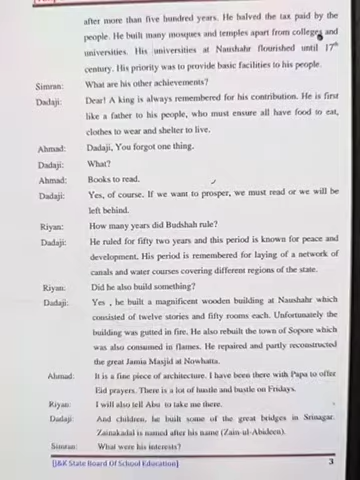 after more than five hundred years. He halved the tax paid by the
people. He built many mosques and temples apart from colleges and
universities. His universities at Naushahr flourished until 17th
century. His priority was to provide basic facilities to his people.
Simran: What are his other achievements?
Dadaji: Dear! A king is always remembered for his contribution. He is first
like a father to his people, who must ensure all have food to eat,
clothes to wear and shelter to live.
Ahmad: Dadaji, You forgot one thing.
Dadaji: What?
Ahmad: Books to read.
Dadaji: Yes, of course. If we want to prosper, we must read or we will be
left behind.
Riyan: How many years did Budshah rule?
Dadaji: He ruled for fifty two years and this period is known for peace and
development. His period is remembered for laying of a network of
canals and water courses covering different regions of the state.
Riyan: Did he also build something?
Dadaji: Yes , he built a magnificent wooden building at Naushahr which
consisted of twelve stories and fifty rooms each. Unfortunately the
building was gutted in fire. He also rebuilt the town of Sopore which
was also consumed in flames. He repaired and partly reconstructed
the great Jamia Masjid at Nowhatta.
Ahmad: It is a fine piece of architecture. I have been there with Papa to offer
Eid prayers. There is a lot of hustle and bustle on Fridays.
Riyan: I will also tell Abu to take me there.
Dadaji: And children, he built some of the great bridges in Srinagar.
Zainakadal is named after his name (Zain-ul-Abideen).
Simran: What were his interests?
[J&K State Board Of School Education] 3